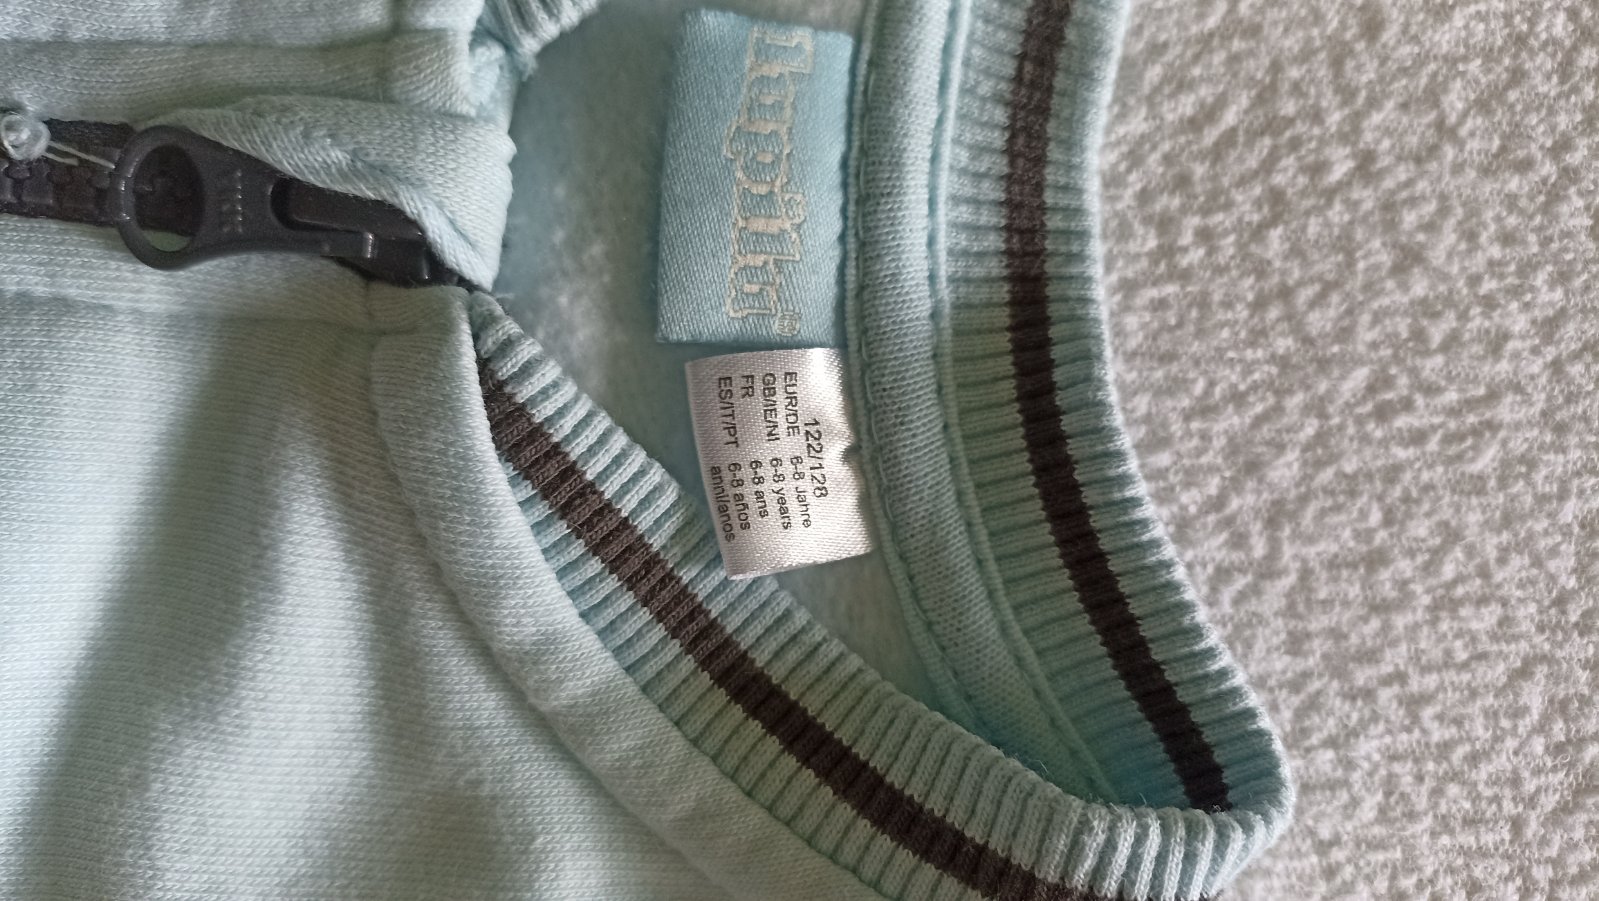 lupilu®
122/128
EUR/DE 6-8 Jahre
GB/IE/NI 6-8 years
FR 6-8 ans
ES/IT/PT 6-8 años
anni/anos